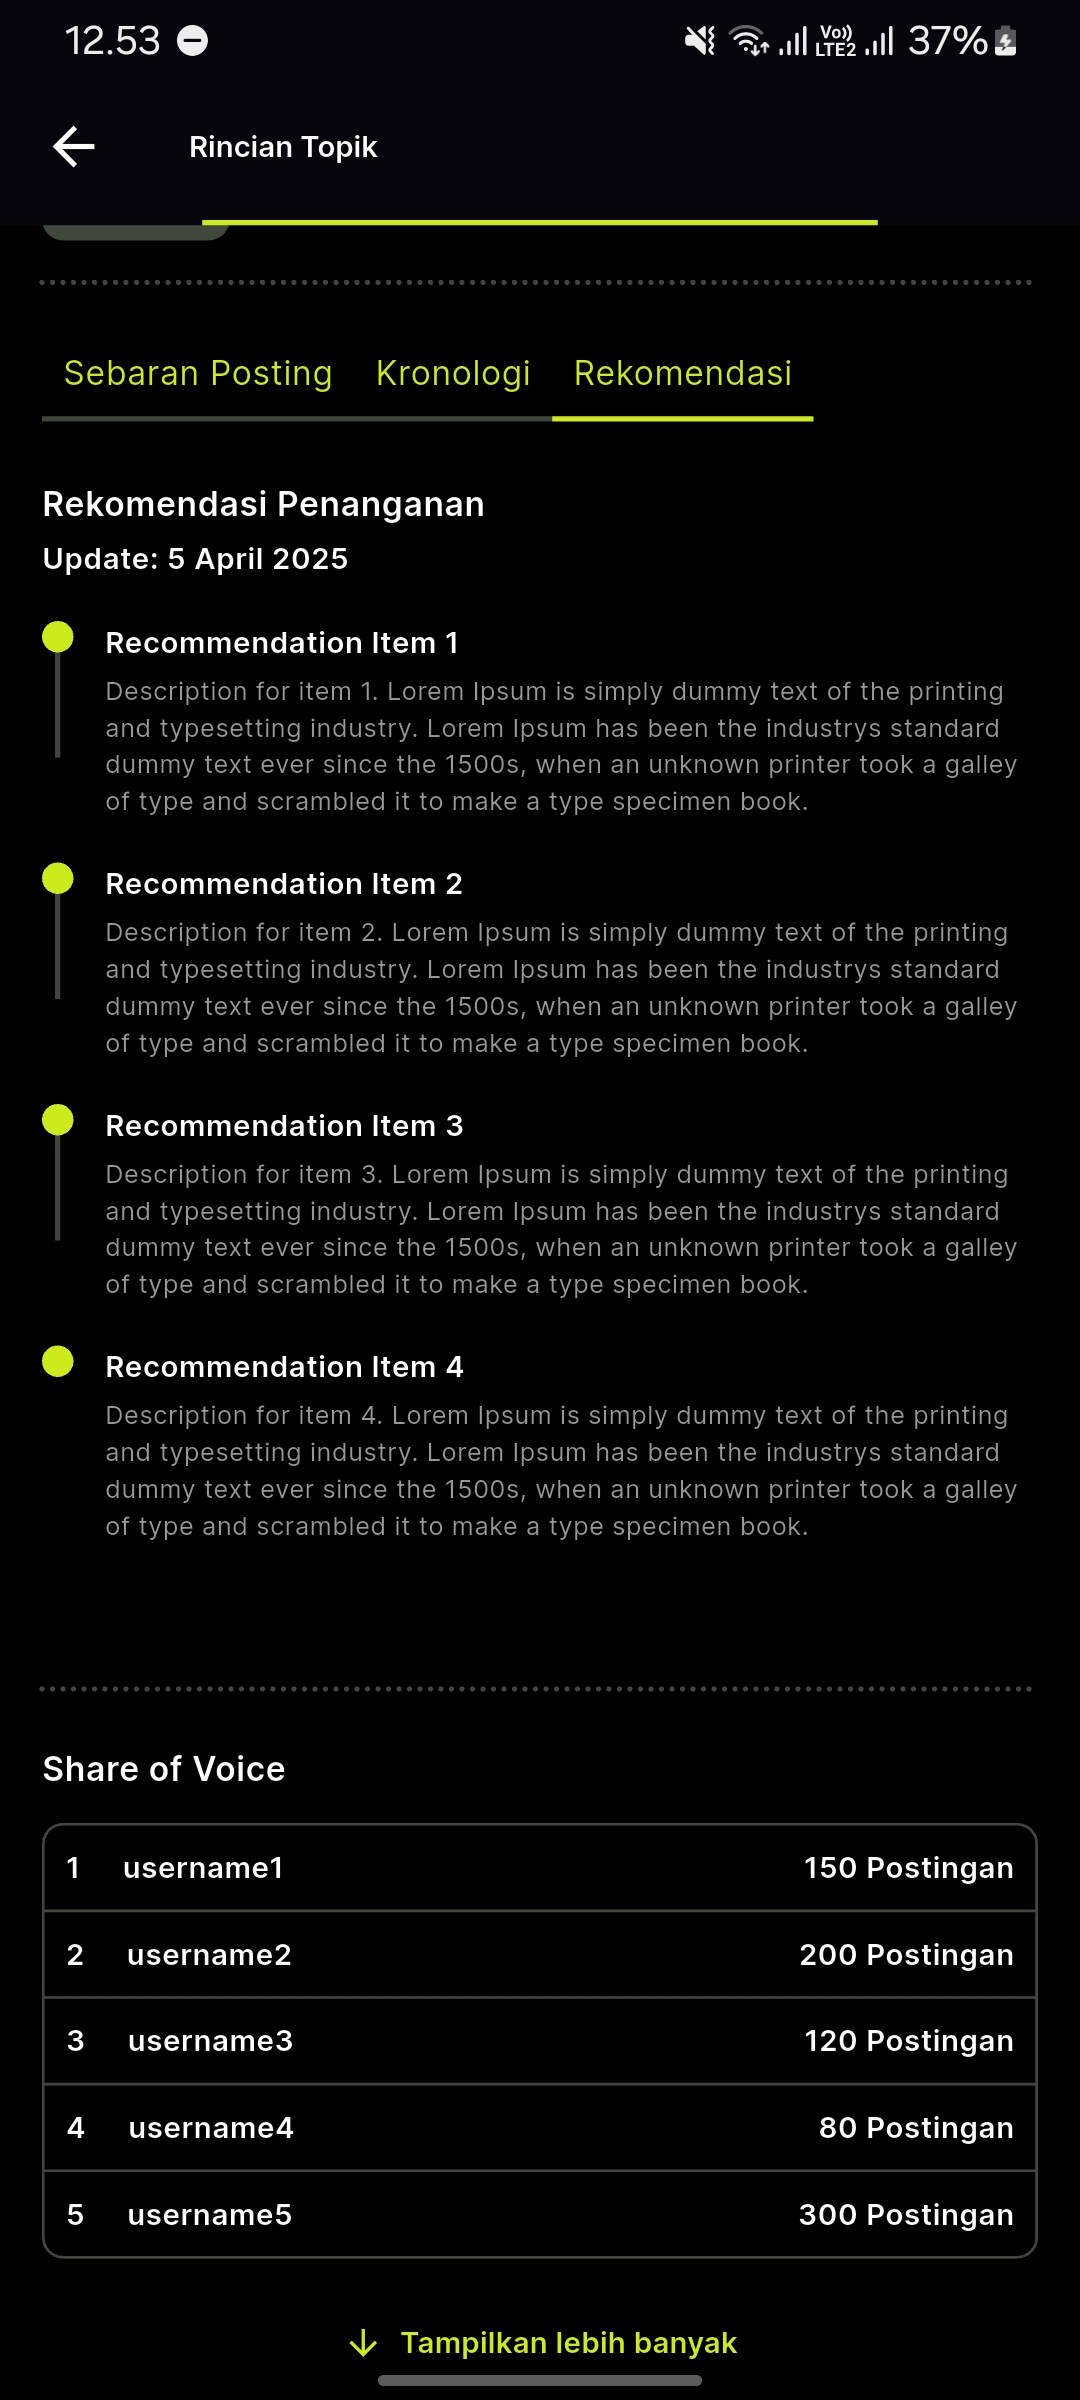 12.53
Vo))
LTE2
37%
Rincian Topik
Sebaran Posting Kronologi Rekomendasi
Rekomendasi Penanganan
Update: 5 April 2025
Recommendation Item 1
Description for item 1. Lorem Ipsum is simply dummy text of the printing
and typesetting industry. Lorem Ipsum has been the industrys standard
dummy text ever since the 1500s, when an unknown printer took a galley
of type and scrambled it to make a type specimen book.
Recommendation Item 2
Description for item 2. Lorem Ipsum is simply dummy text of the printing
and typesetting industry. Lorem Ipsum has been the industrys standard
dummy text ever since the 1500s, when an unknown printer took a galley
of type and scrambled it to make a type specimen book.
Recommendation Item 3
Description for item 3. Lorem Ipsum is simply dummy text of the printing
and typesetting industry. Lorem Ipsum has been the industrys standard
dummy text ever since the 1500s, when an unknown printer took a galley
of type and scrambled it to make a type specimen book.
Recommendation Item 4
Description for item 4. Lorem Ipsum is simply dummy text of the printing
and typesetting industry. Lorem Ipsum has been the industrys standard
dummy text ever since the 1500s, when an unknown printer took a galley
of type and scrambled it to make a type specimen book.
Share of Voice
1 username1 150 Postingan
2 username2 200 Postingan
3 username3 120 Postingan
4 username4 80 Postingan
5 username5 300 Postingan
Tampilkan lebih banyak